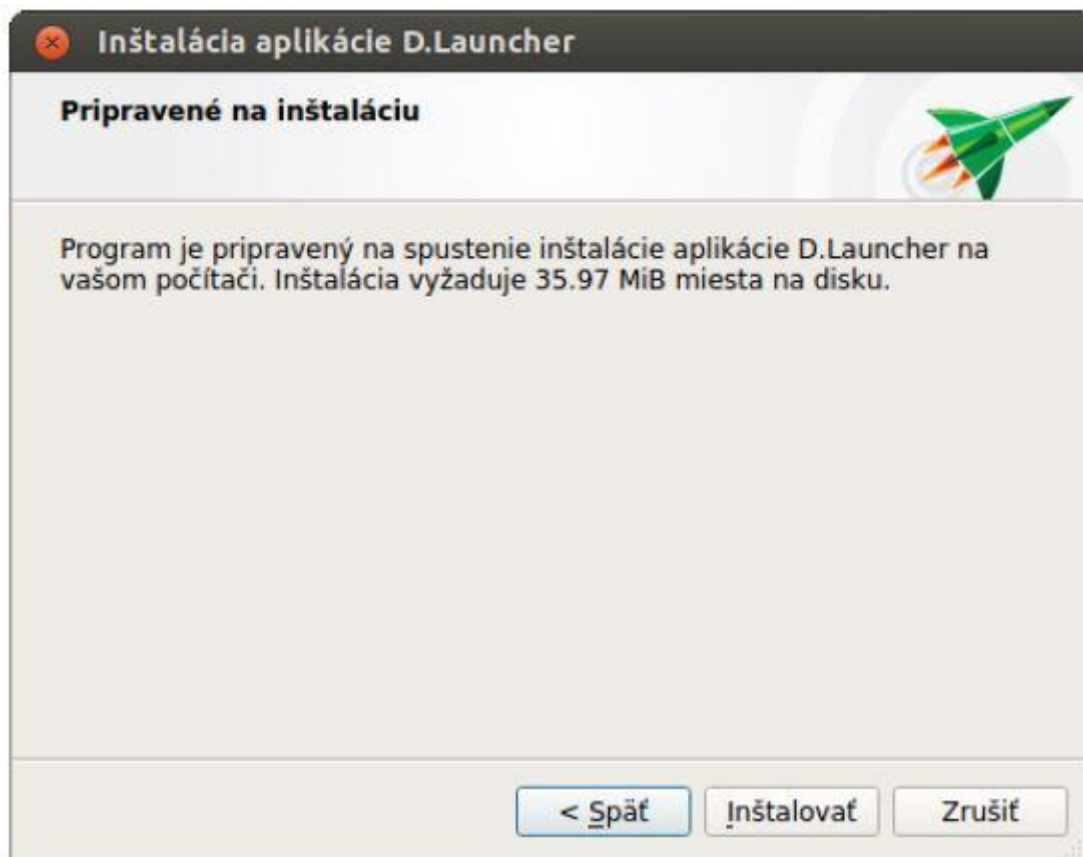 Inštalácia aplikácie D.Launcher
Pripravené na inštaláciu
Program je pripravený na spustenie inštalácie aplikácie D.Launcher na
vašom počítači. Inštalácia vyžaduje 35.97 MiB miesta na disku.
< Späť
Inštalovať
Zrušiť